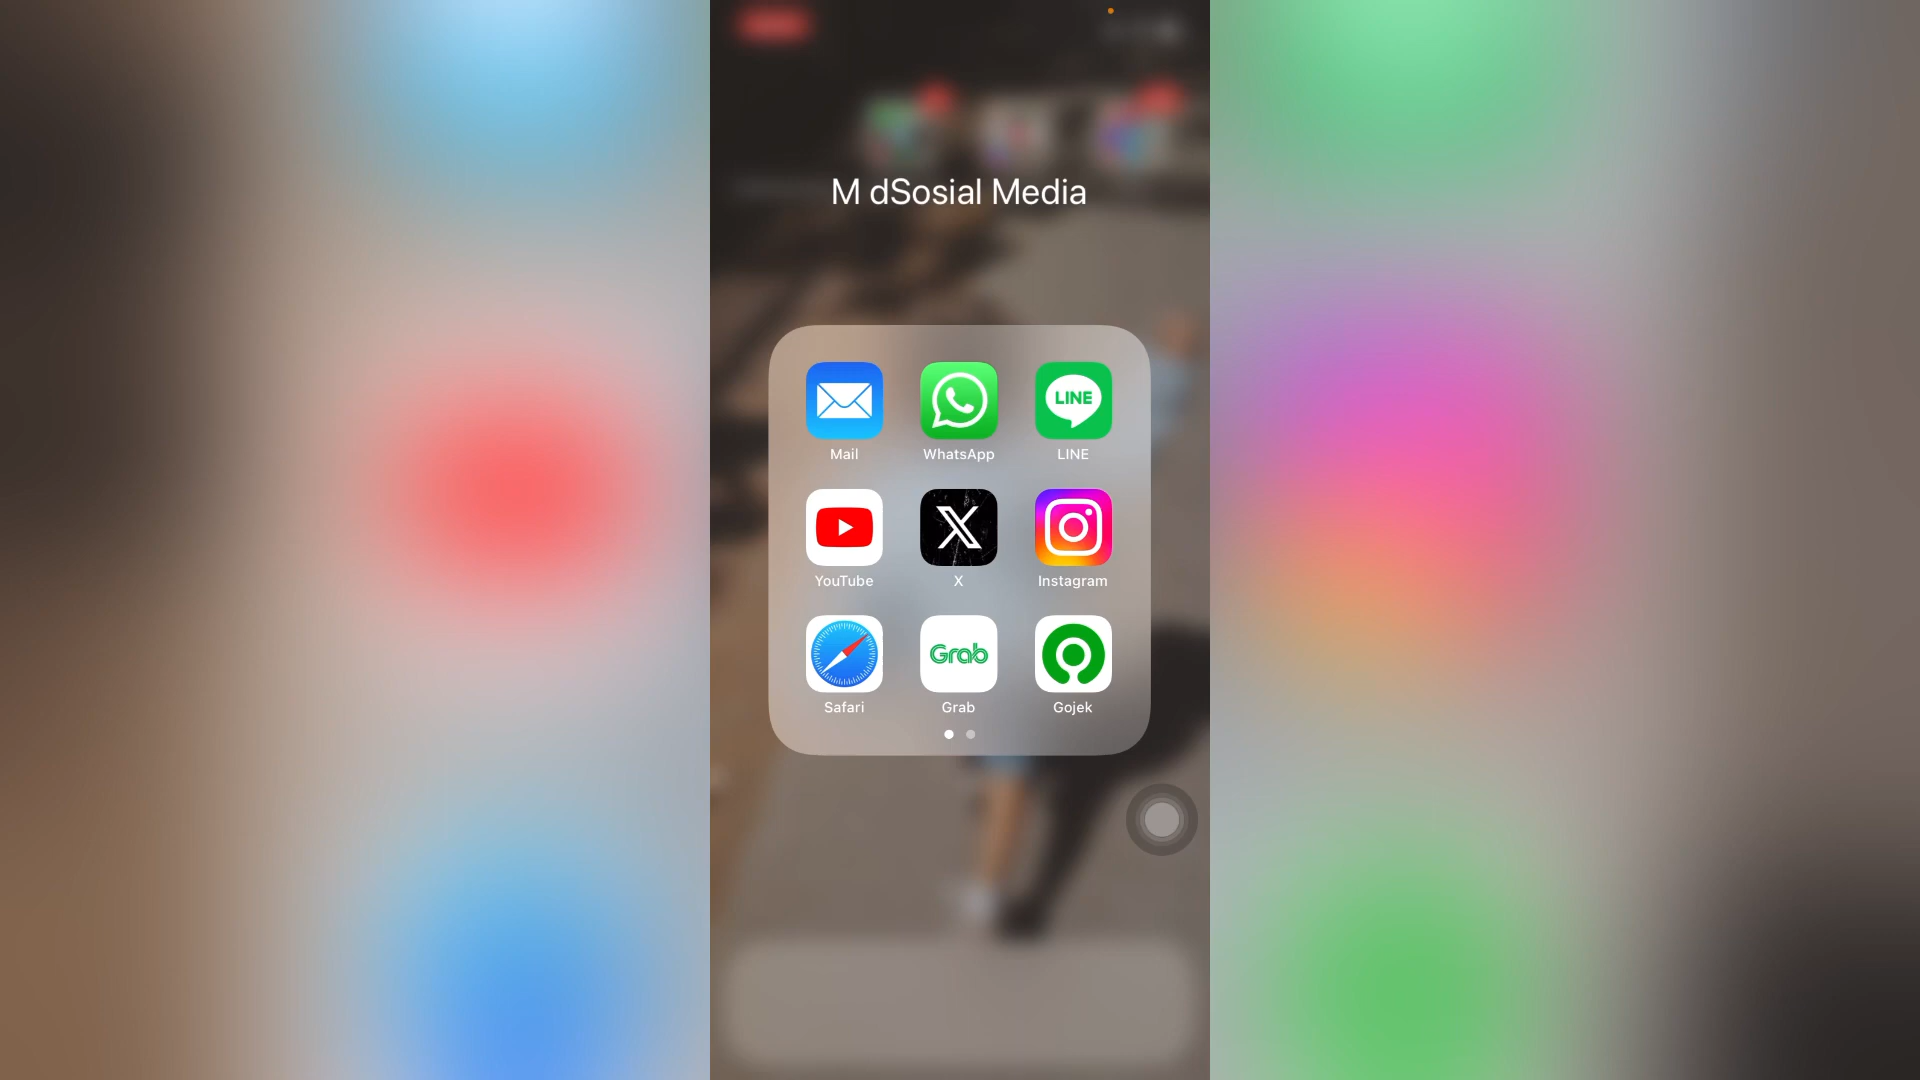 M dSosial Media
LINE
Mail WhatsApp LINE
X
YouTube X Instagram
Grab
Safari Grab Gojek